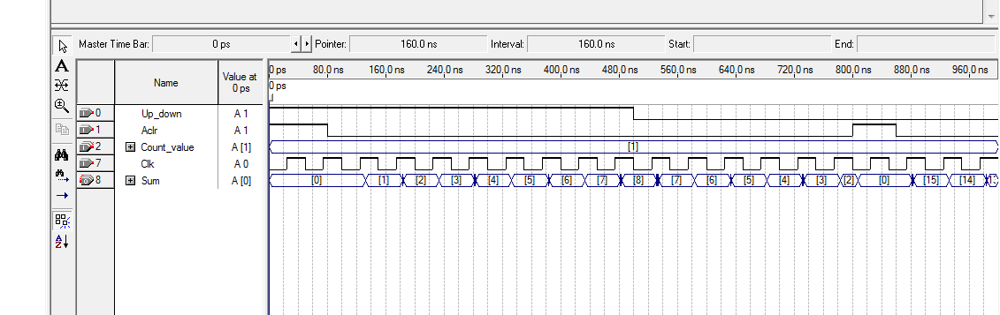 Master Time Bar: 0 ps Pointer: 160.0 ns Interval: 160.0 ns Start: End:
Name Value at 0 ps 0 ps 80.0 ns 160.0 ns 240.0 ns 320.0 ns 400.0 ns 480.0 ns 560.0 ns 640.0 ns 720.0 ns 800.0 ns 880.0 ns 960.0 ns
0 ps
0 Up_down A 1
1 Aclr A 1
2 Count_value A [1] [1]
7 Clk A 0
8 Sum A [0] [0] [1] [2] [3] [4] [5] [6] [7] [8] [7] [6] [5] [4] [3] [2] [0] [15] [14]